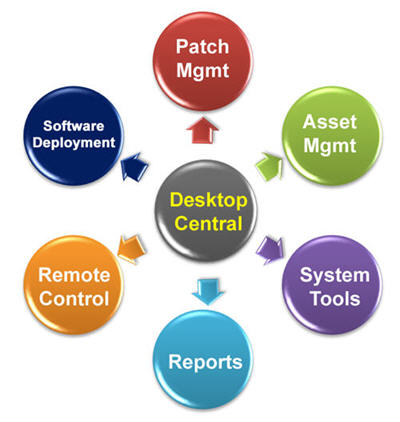 Patch
Mgmt
Software
Deployment
Asset
Mgmt
Desktop
Central
Remote
Control
System
Tools
Reports